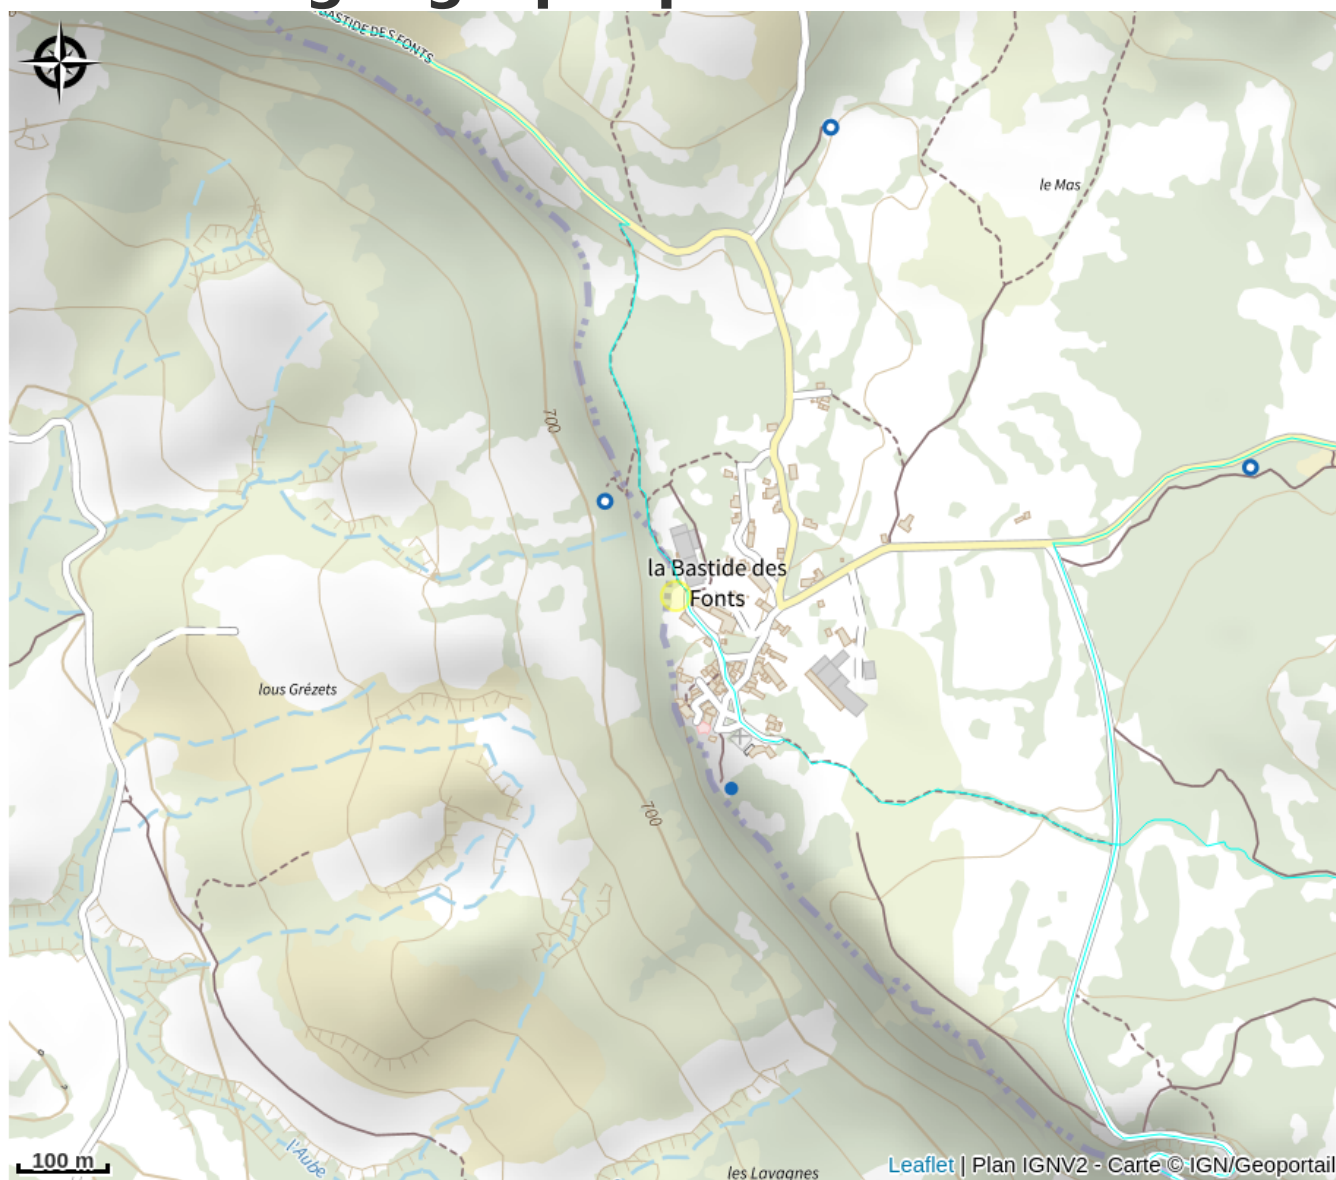 BASTIDE DES FONTS
le Mas
700
la Bastide des
Fonts
lous Grézets
700
l'Aube
100 m
les Lavagnes
Leaflet | Plan IGNV2 - Carte © IGN/Geoportail